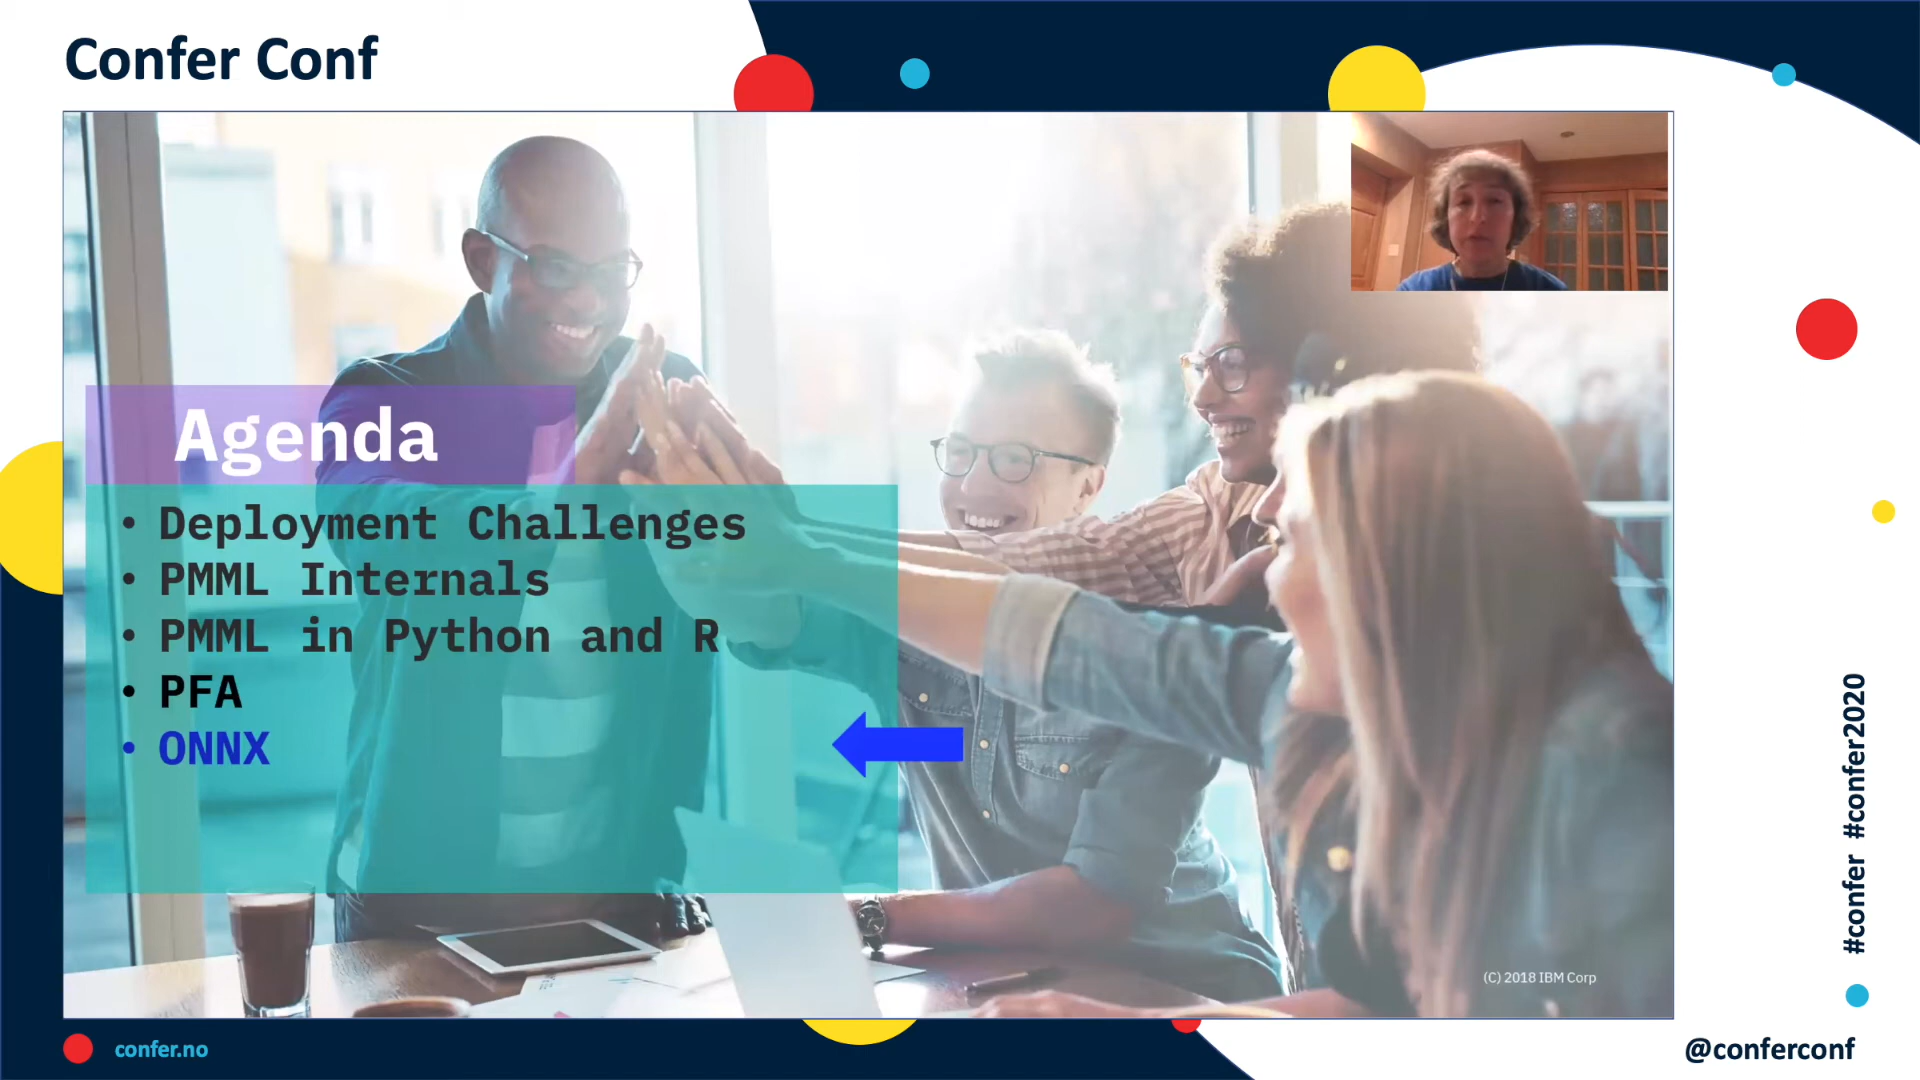 Confer Conf
Agenda
• Deployment Challenges
• PMML Internals
• PMML in Python and R
• PFA
• ONNX
(C) 2018 IBM Corp
#confer #confer2020
confer.no
@conferconf